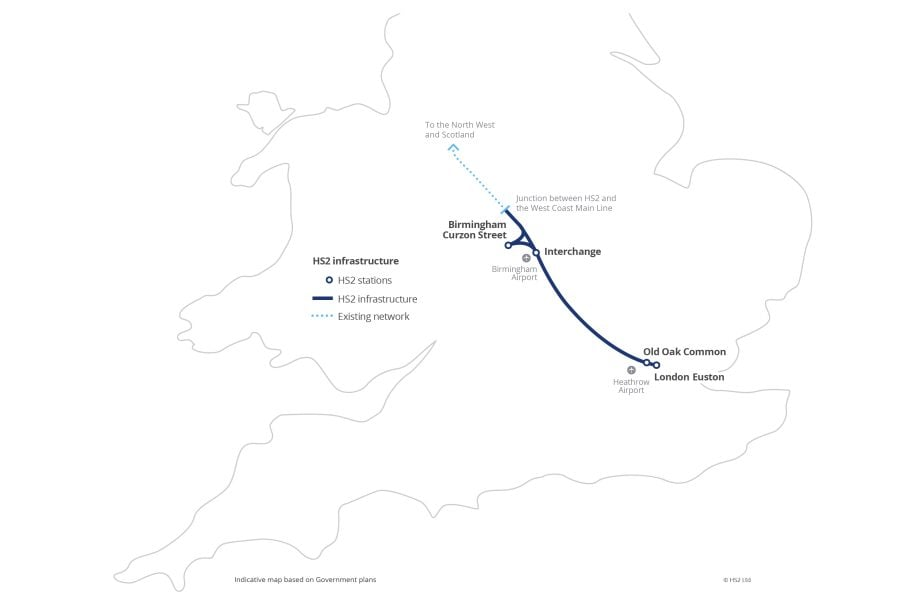 To the North West
and Scotland
Junction between HS2 and
the West Coast Main Line
Birmingham
Curzon Street
Interchange
Birmingham
Airport
HS2 infrastructure
HS2 stations
HS2 infrastructure
Existing network
Old Oak Common
London Euston
Heathrow
Airport
Indicative map based on Government plans
© HS2 Ltd